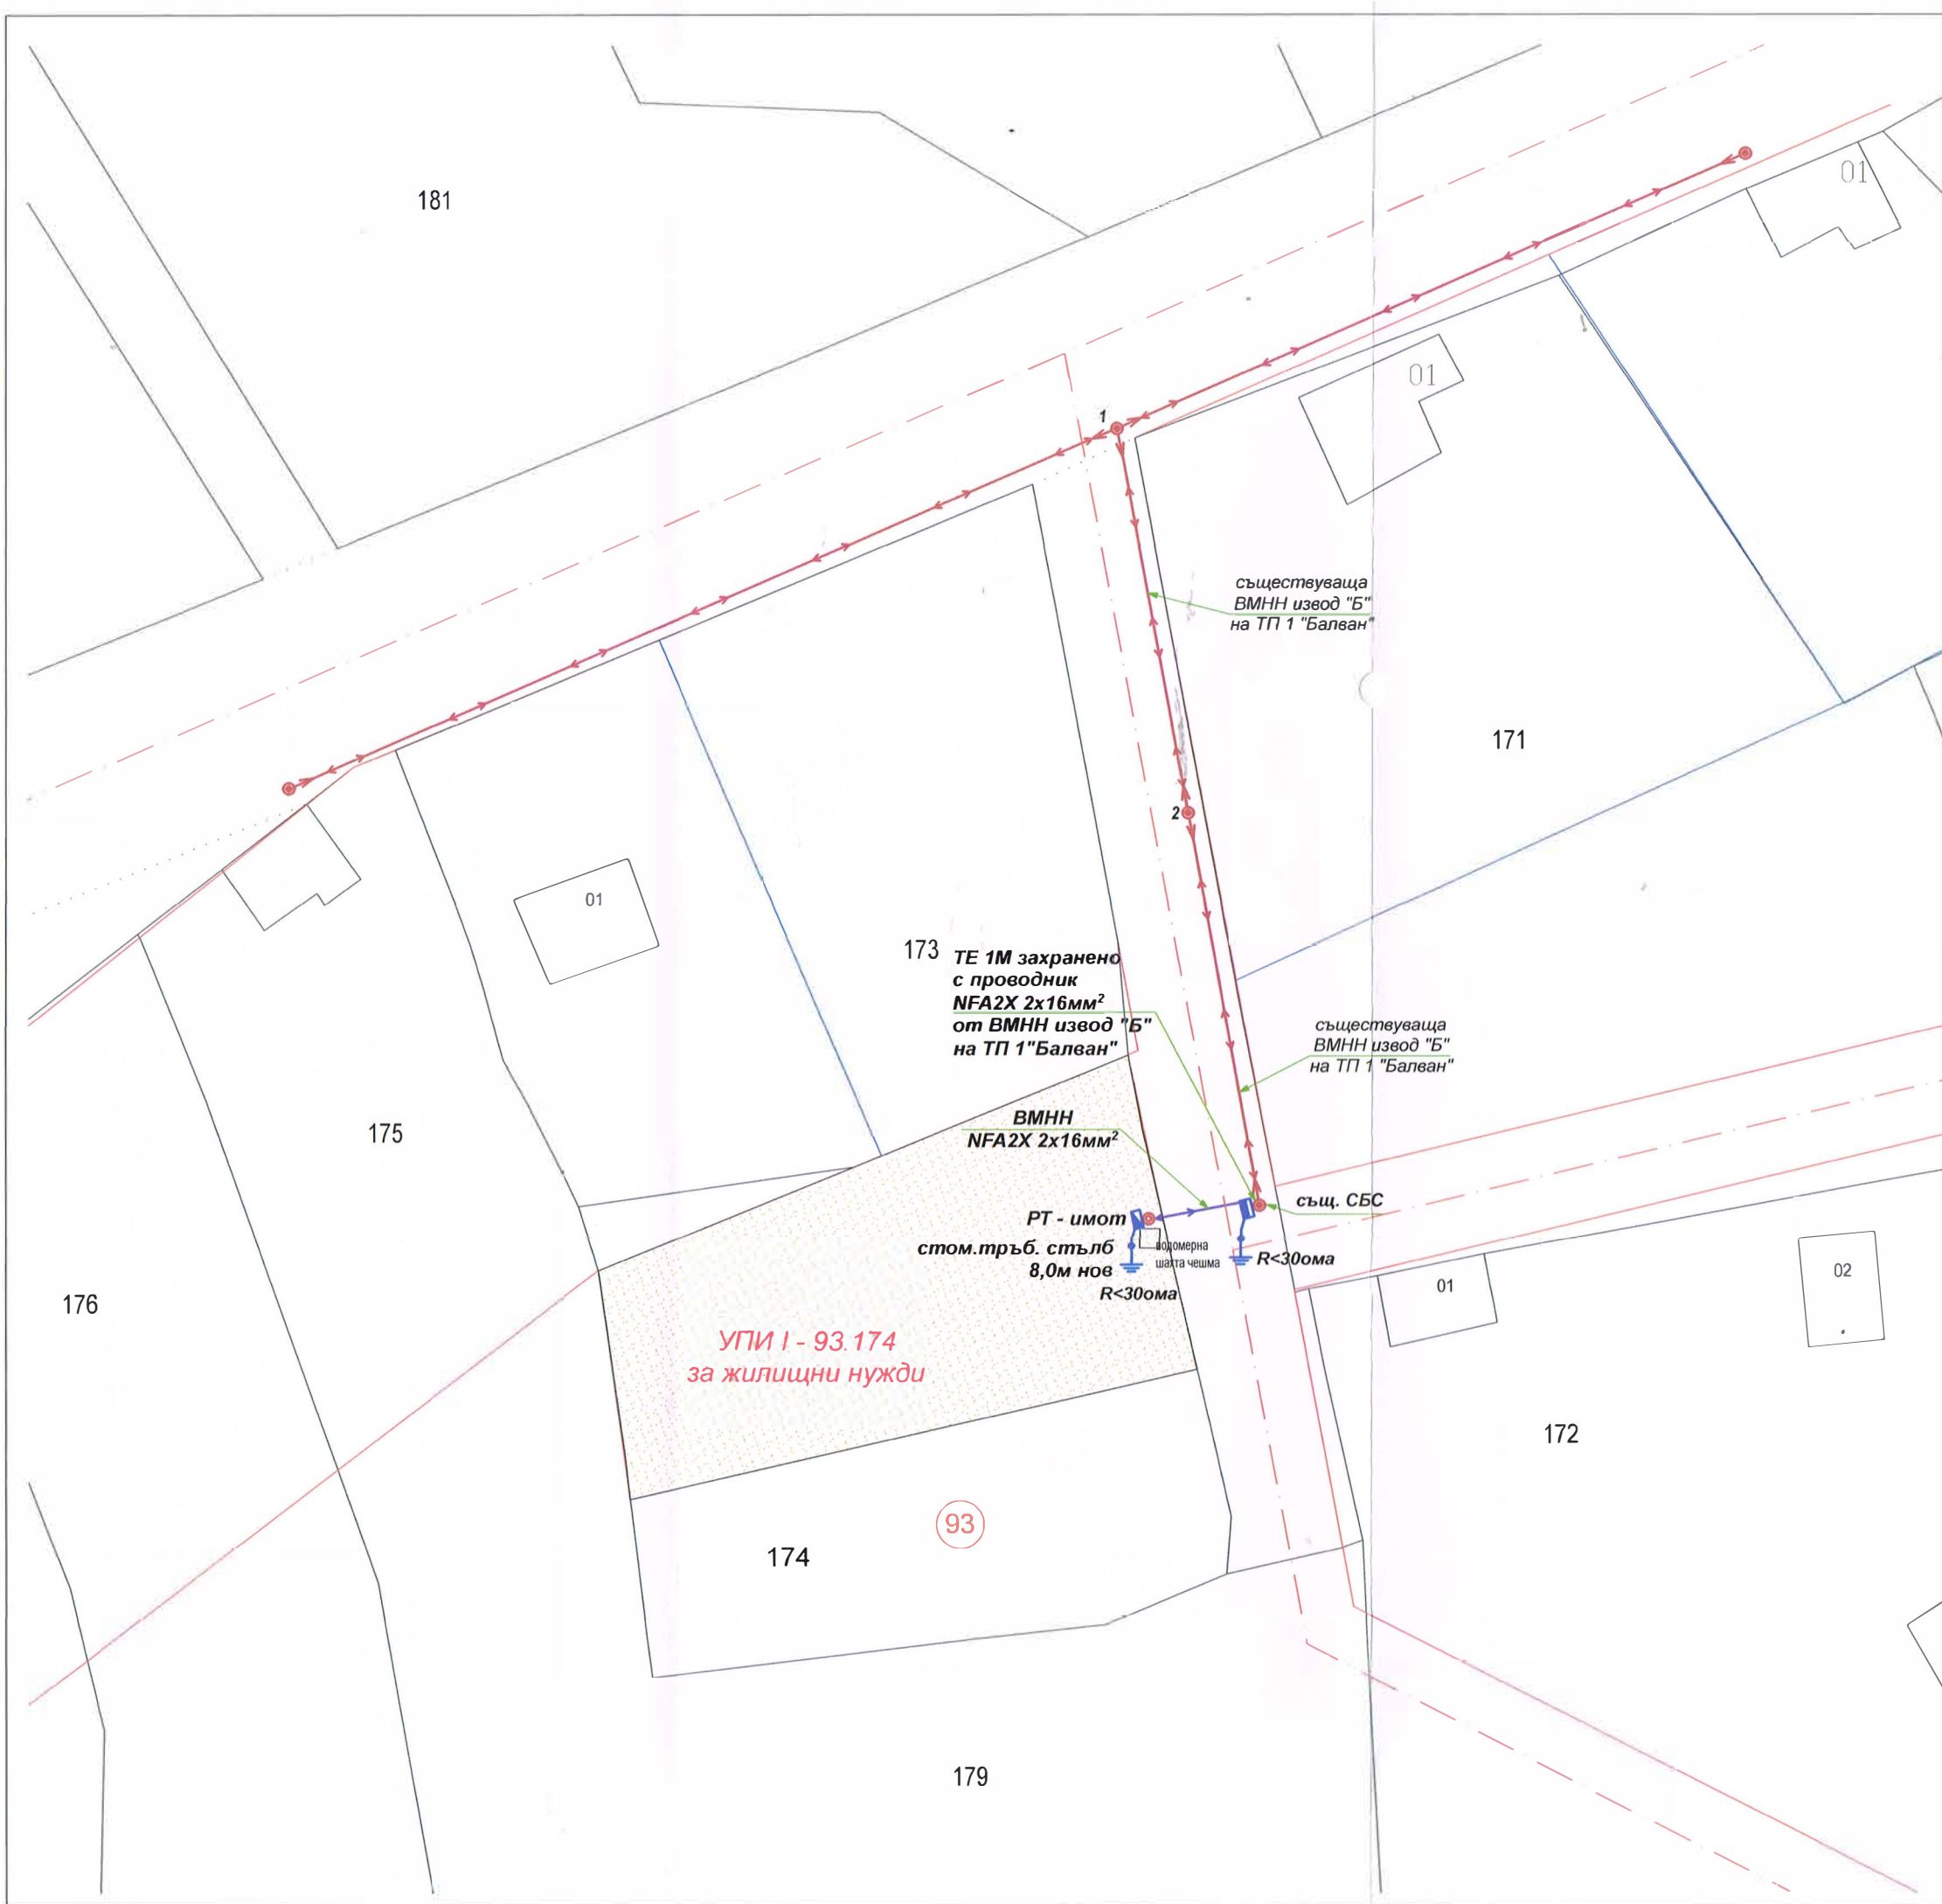 181
01
01
1
съществуваща
ВМНН извод "Б"
на ТП 1 "Балван"
171
2
01
173
ТЕ 1М захранено
с проводник
NFA2X 2x16мм²
от ВМНН извод "Б"
на ТП 1"Балван"
съществуваща
ВМНН извод "Б"
на ТП 1 "Балван"
175
ВМНН
NFA2X 2x16мм²
същ. СБС
РТ - имот
стом.тръб. стълб
8,0м нов
водомерна
шахта чешма
R<30ома
R<30ома
176
01
02
УПИ I - 93.174
за жилищни нужди
172
93
174
179